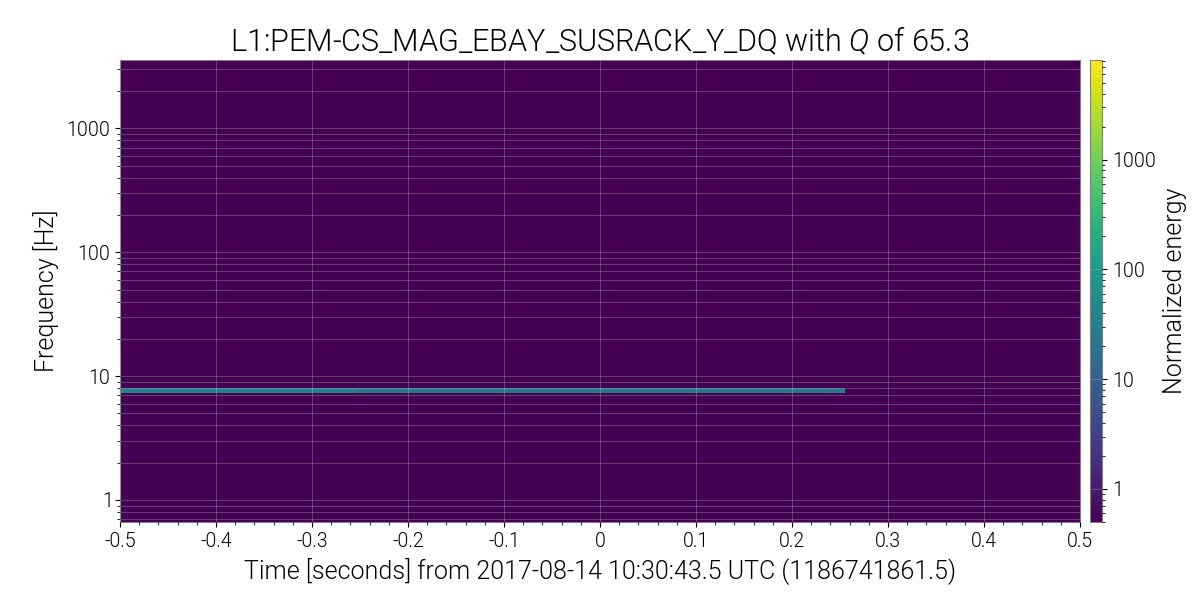 L1:PEM-CS_MAG_EBAY_SUSRACK_Y_DQ with Q of 65.3
Frequency [Hz]
1000
100
10
1
-0.5 -0.4 -0.3 -0.2 -0.1 0 0.1 0.2 0.3 0.4 0.5
Time [seconds] from 2017-08-14 10:30:43.5 UTC (1186741861.5)
1000
100
10
1
Normalized energy